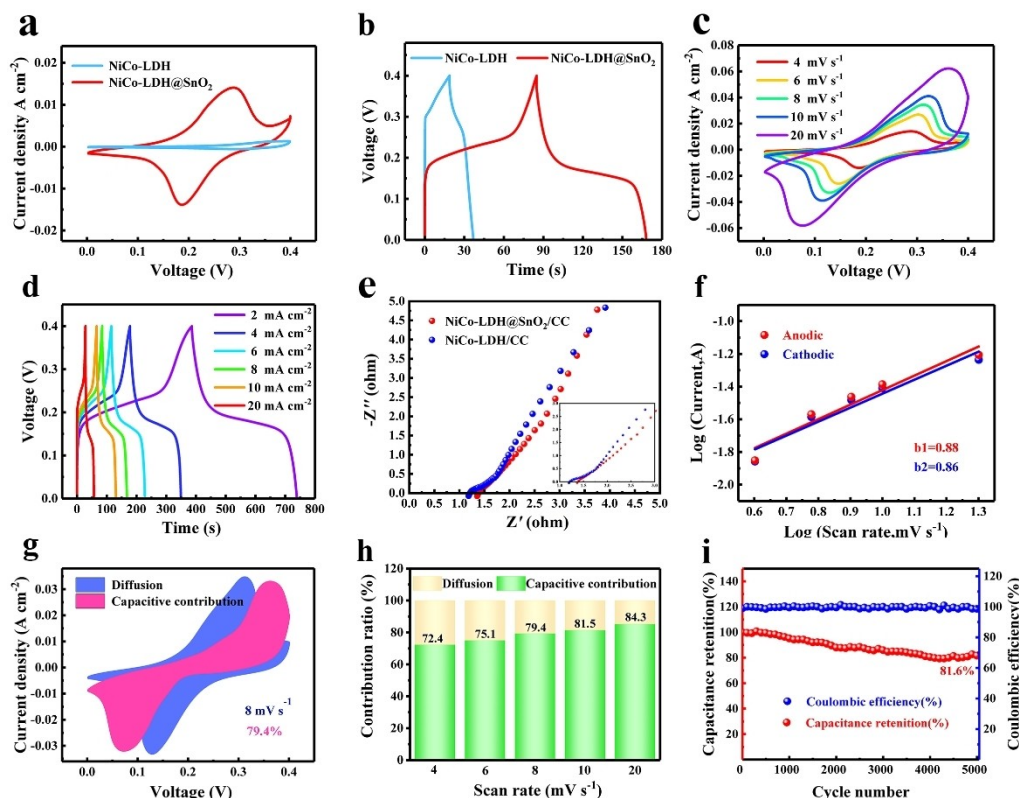 a
0.02
0.01
0.00
-0.01
-0.02
Current density A cm⁻²
NiCo-LDH
NiCo-LDH@SnO₂
0.0 0.1 0.2 0.3 0.4
Voltage (V)
b
0.4
0.3
0.2
0.1
0.0
Voltage (V)
NiCo-LDH NiCo-LDH@SnO₂
0 30 60 90 120 150 180
Time (s)
c
0.08
0.06
0.04
0.02
0.00
-0.02
-0.04
-0.06
Current density A cm⁻²
4 mV s⁻¹
6 mV s⁻¹
8 mV s⁻¹
10 mV s⁻¹
20 mV s⁻¹
0.0 0.1 0.2 0.3 0.4
Voltage (V)
d
0.4
0.3
0.2
0.1
0.0
Voltage (V)
2 mA cm⁻²
4 mA cm⁻²
6 mA cm⁻²
8 mA cm⁻²
10 mA cm⁻²
20 mA cm⁻²
0 100 200 300 400 500 600 700 800
Time (s)
e
5.0
4.5
4.0
3.5
3.0
2.5
2.0
1.5
1.0
0.5
0.0
-Z'' (ohm)
NiCo-LDH@SnO₂/CC
NiCo-LDH/CC
0.0 0.5 1.0 1.5 2.0 2.5 3.0 3.5 4.0 4.5 5.0
Z' (ohm)
f
-1.0
-1.2
-1.4
-1.6
-1.8
-2.0
Log (Current,A)
Anodic
Cathodic
b1=0.88
b2=0.86
0.6 0.7 0.8 0.9 1.0 1.1 1.2 1.3
Log (Scan rate,mV s⁻¹)
g
0.03
0.02
0.01
0.00
-0.01
-0.02
-0.03
Current density (A cm⁻²)
Diffusion
Capacitive contribution
8 mV s⁻¹
79.4%
0.0 0.1 0.2 0.3 0.4
Voltage (V)
h
120
100
80
60
40
20
0
Contribution ratio (%)
Diffusion Capacitive contribution
72.4 75.1 79.4 81.5 84.3
4 6 8 10 20
Scan rate (mV s⁻¹)
i
140
120
100
80
60
40
20
Capacitance retenition(%)
81.6%
Coulombic efficiency(%)
Capacitance retenition(%)
0 1000 2000 3000 4000 5000
Cycle number
120
100
80
60
40
20
0
Coulombic efficiency(%)